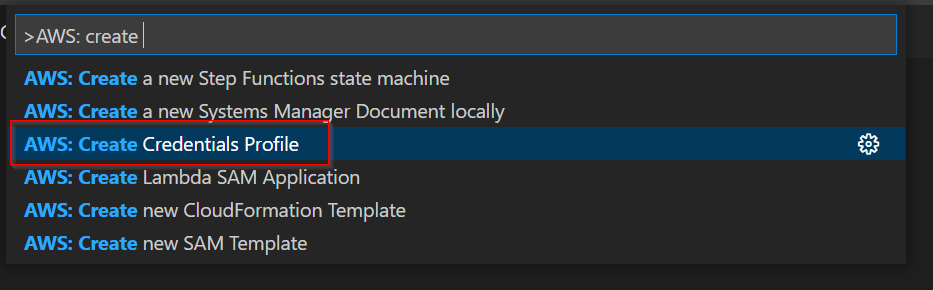 >AWS: create
AWS: Create a new Step Functions state machine
AWS: Create a new Systems Manager Document locally
AWS: Create Credentials Profile
AWS: Create Lambda SAM Application
AWS: Create new CloudFormation Template
AWS: Create new SAM Template